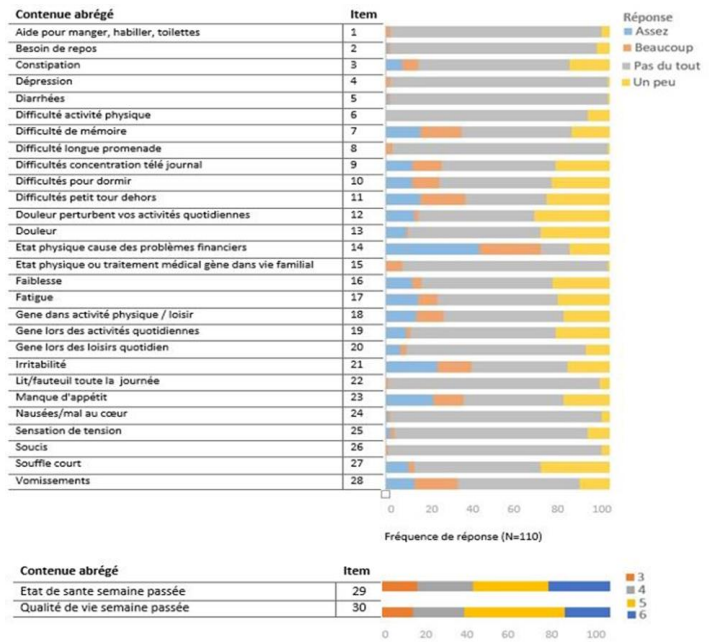 Contenue abrégé Item
Aide pour manger, habiller, toilettes 1
Besoin de repos 2
Constipation 3
Dépression 4
Diarrhées 5
Difficulté activité physique 6
Difficulté de mémoire 7
Difficulté longue promenade 8
Difficultés concentration télé journal 9
Difficultés pour dormir 10
Difficultés petit tour dehors 11
Douleur perturbent vos activités quotidiennes 12
Douleur 13
Etat physique cause des problèmes financiers 14
Etat physique ou traitement médical gène dans vie familial 15
Faiblesse 16
Fatigue 17
Gene dans activité physique / loisir 18
Gene lors des activités quotidiennes 19
Gene lors des loisirs quotidien 20
Irritabilité 21
Lit/fauteuil toute la journée 22
Manque d'appétit 23
Nausées/mal au cœur 24
Sensation de tension 25
Soucis 26
Souffle court 27
Vomissements 28
Réponse
Assez
Beaucoup
Pas du tout
Un peu
0 20 40 60 80 100
Fréquence de réponse (N=110)
Contenue abrégé Item
Etat de sante semaine passée 29
Qualité de vie semaine passée 30
3
4
5
6
0 20 40 60 80 100